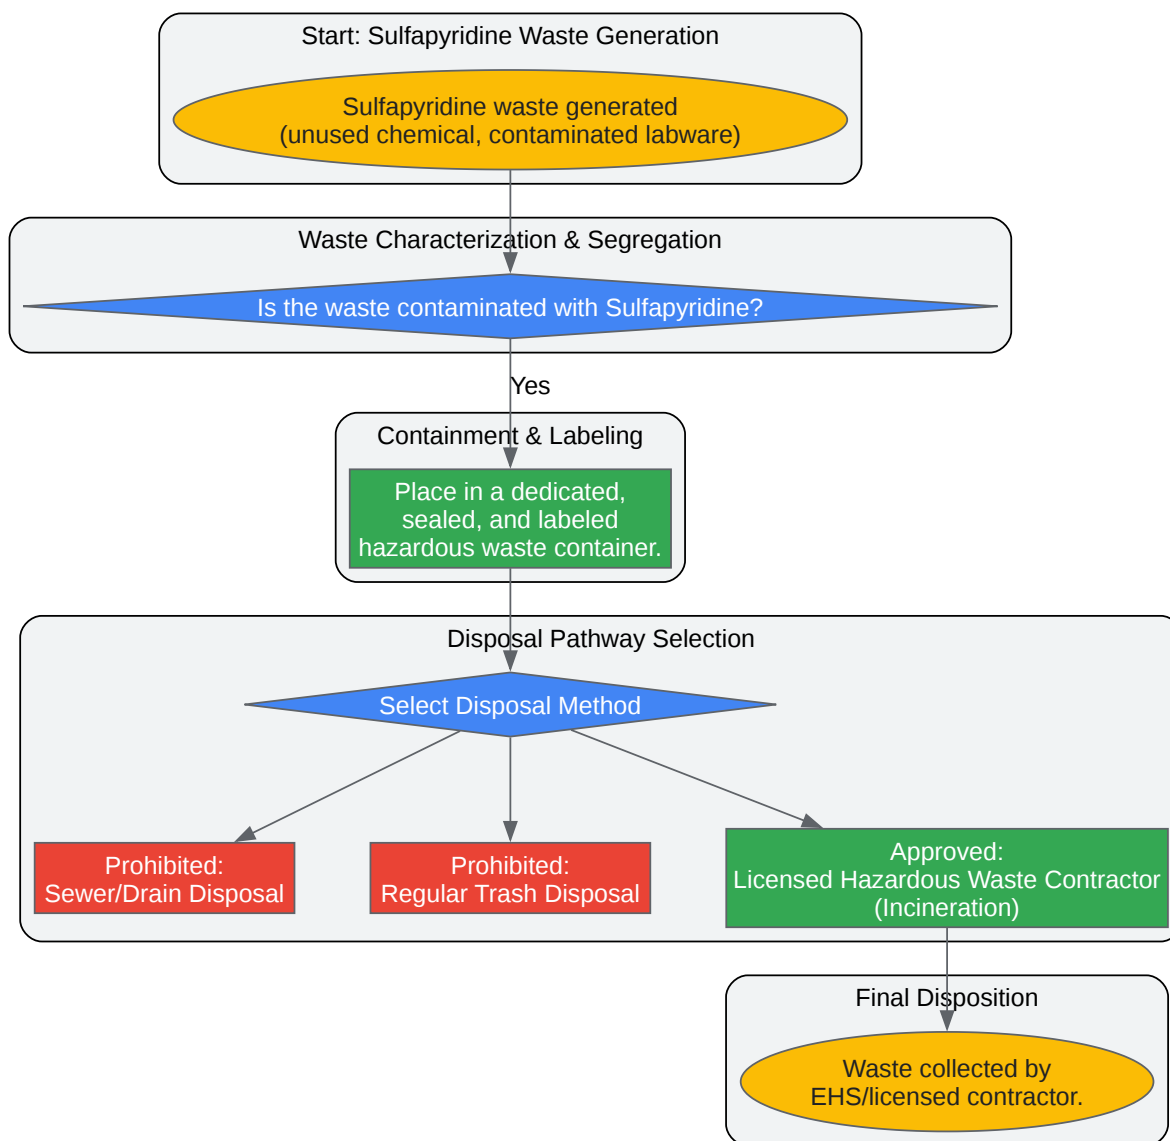 Start: Sulfapyridine Waste Generation
Sulfapyridine waste generated
(unused chemical, contaminated labware)
Waste Characterization & Segregation
Is the waste contaminated with Sulfapyridine?
Yes
Containment & Labeling
Place in a dedicated,
sealed, and labeled
hazardous waste container.
Disposal Pathway Selection
Select Disposal Method
Prohibited:
Sewer/Drain Disposal
Prohibited:
Regular Trash Disposal
Approved:
Licensed Hazardous Waste Contractor
(Incineration)
Final Disposition
Waste collected by
EHS/licensed contractor.